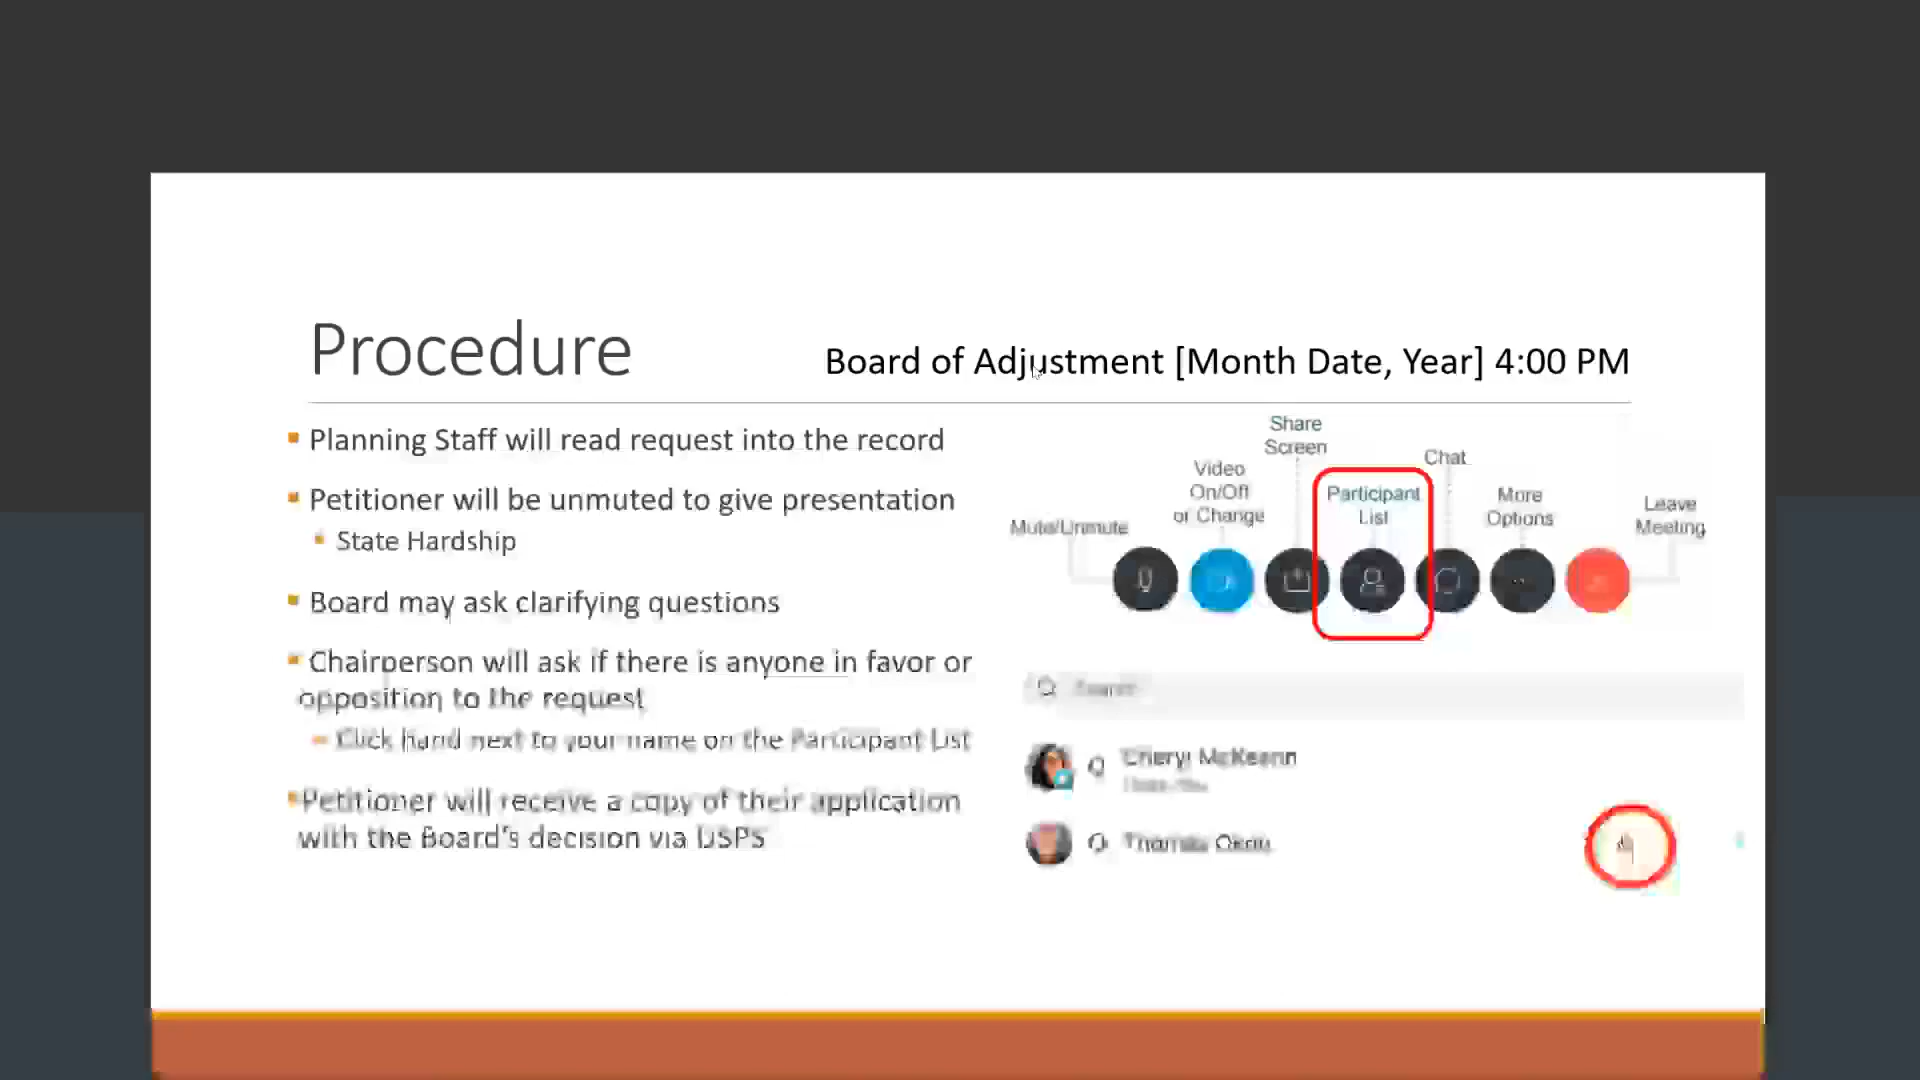 Procedure
Board of Adjustment [Month Date, Year] 4:00 PM
Planning Staff will read request into the record
Petitioner will be unmuted to give presentation
State Hardship
Board may ask clarifying questions
Chairperson will ask if there is anyone in favor or
opposition to the request
Click hand next to your name on the Participant List
Petitioner will receive a copy of their application
with the Board's decision via USPS
Mute/Unmute
Video
On/Off
or Change
Share
Screen
Participant
List
Chat
More
Options
Leave
Meeting
Search
Cheryl McKeann
Thomas